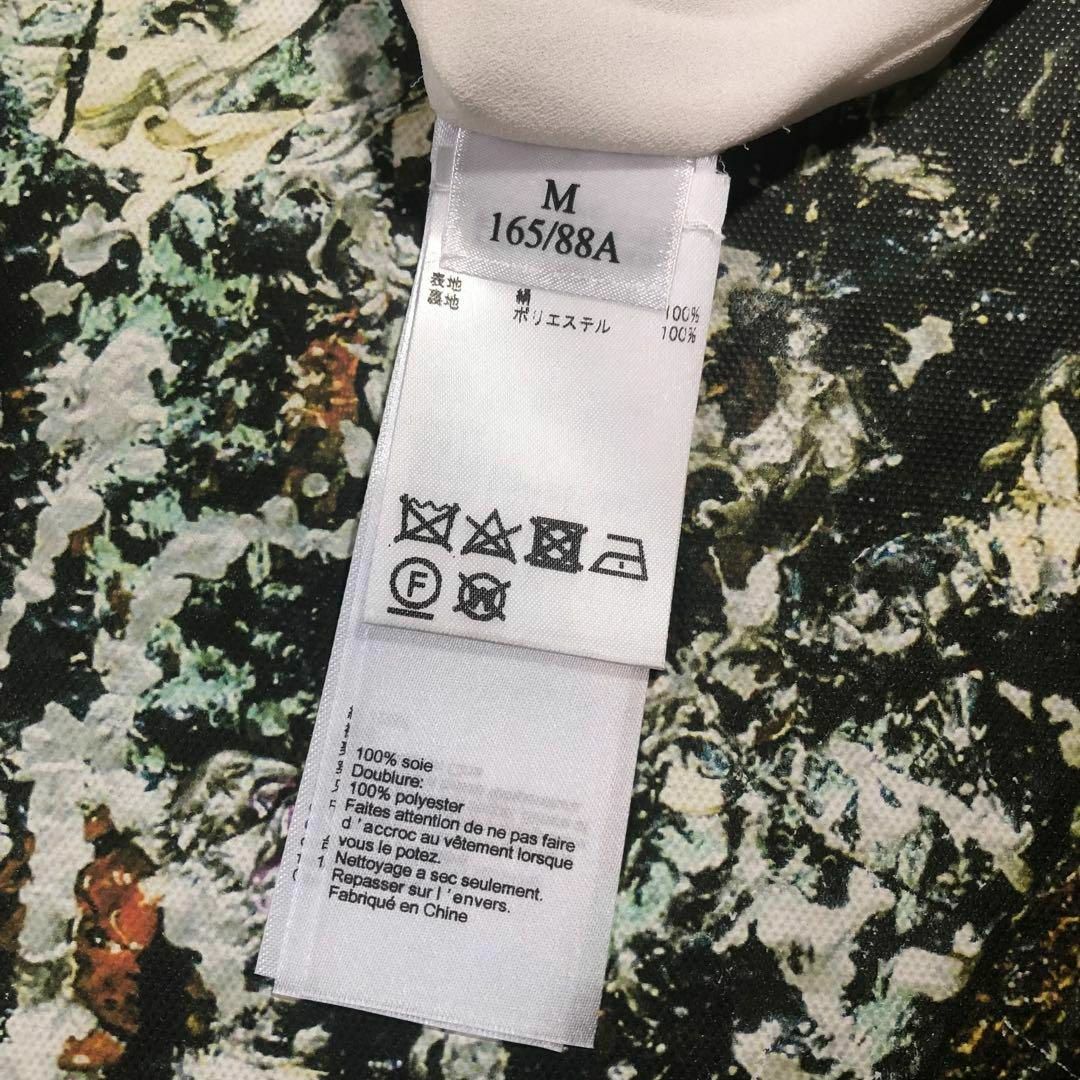 M
165/88A
表地 絹 100%
裏地 ポリエステル 100%
F
W
100% soie
Doublure:
100% polyester
Faites attention de ne pas faire
d'accroc au vêtement lorsque
vous le potez.
Nettoyage a sec seulement.
Repasser sur l'envers.
Fabriqué en Chine